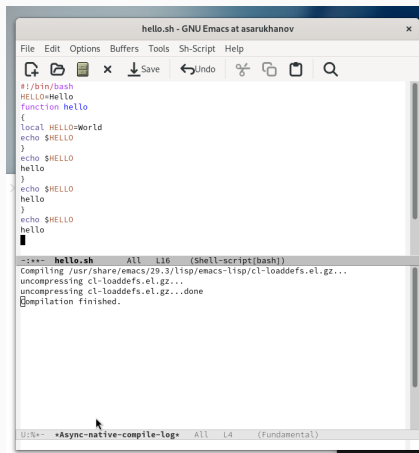 hello.sh - GNU Emacs at asarukhanov ×
File Edit Options Buffers Tools Sh-Script Help
Save Undo
#!/bin/bash
HELLO=Hello
function hello
{
local HELLO=World
echo $HELLO
}
echo $HELLO
hello
}
echo $HELLO
hello
}
echo $HELLO
hello
-:**- hello.sh All L16 (Shell-script[bash])
Compiling /usr/share/emacs/29.3/lisp/emacs-lisp/cl-loaddefs.el.gz...
uncompressing cl-loaddefs.el.gz...
uncompressing cl-loaddefs.el.gz...done
Compilation finished.
U:%*- *Async-native-compile-log* All L4 (Fundamental)